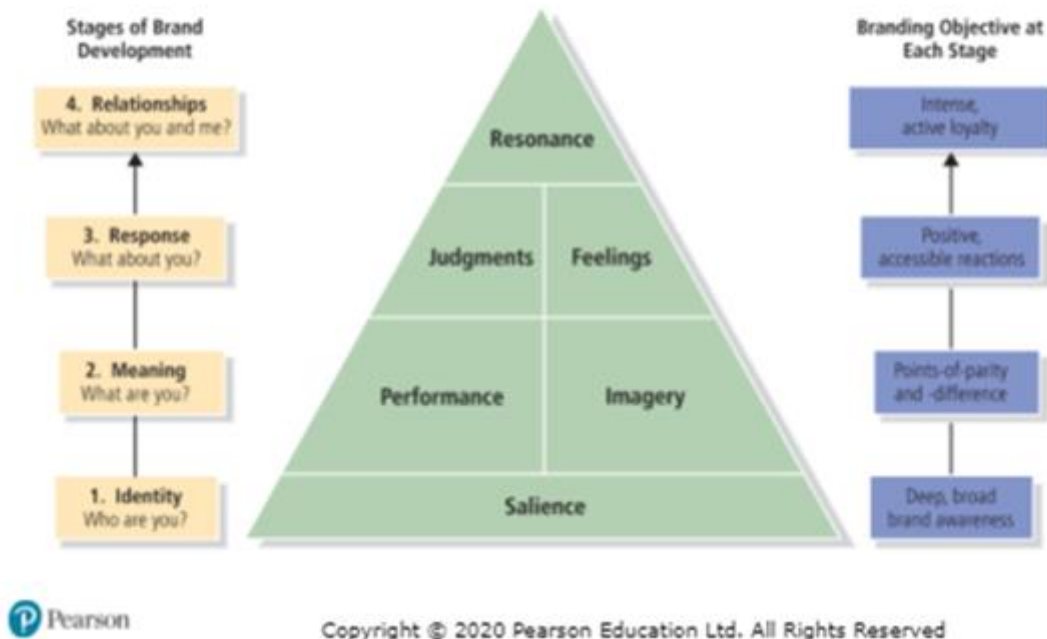 Stages of Brand
Development
4. Relationships
What about you and me?
3. Response
What about you?
2. Meaning
What are you?
1. Identity
Who are you?
Resonance
Judgments
Feelings
Performance
Imagery
Salience
Branding Objective at
Each Stage
Intense,
active loyalty
Positive,
accessible reactions
Points-of-parity
and -difference
Deep, broad
brand awareness
P Pearson
Copyright © 2020 Pearson Education Ltd. All Rights Reserved